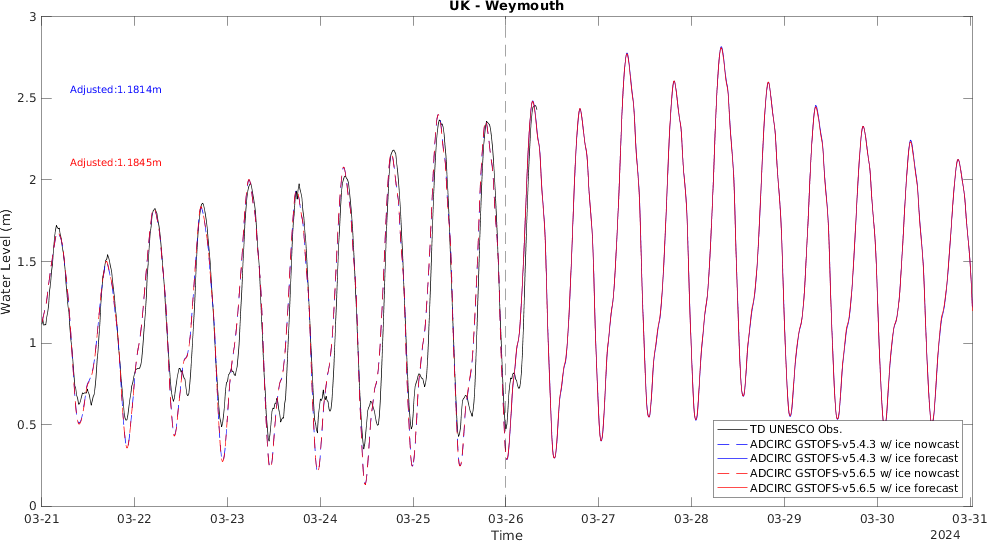 UK - Weymouth
3
2.5
2
1.5
1
0.5
0
Water Level (m)
Adjusted:1.1814m
Adjusted:1.1845m
TD UNESCO Obs.
ADCIRC GSTOFS-v5.4.3 w/ ice nowcast
ADCIRC GSTOFS-v5.4.3 w/ ice forecast
ADCIRC GSTOFS-v5.6.5 w/ ice nowcast
ADCIRC GSTOFS-v5.6.5 w/ ice forecast
03-21 03-22 03-23 03-24 03-25 03-26 03-27 03-28 03-29 03-30 03-31
Time
2024